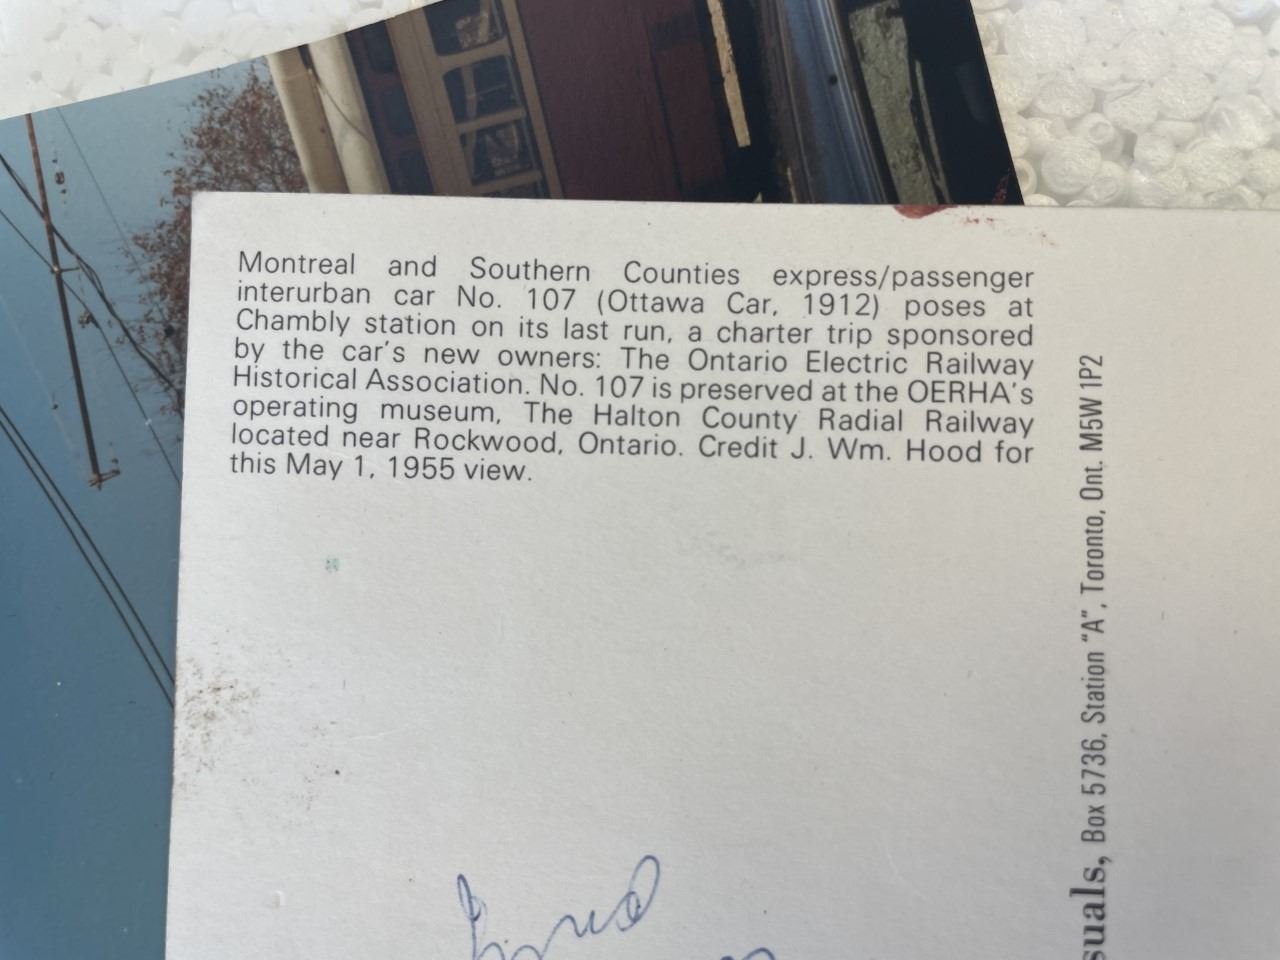 Montreal and Southern Counties express/passenger
interurban car No. 107 (Ottawa Car, 1912) poses at
Chambly station on its last run, a charter trip sponsored
by the car's new owners: The Ontario Electric Railway
Historical Association. No. 107 is preserved at the OERHA's
operating museum, The Halton County Radial Railway
located near Rockwood, Ontario. Credit J. Wm. Hood for
this May 1, 1955 view.
suals, Box 5736, Station "A", Toronto, Ont. M5W 1P2